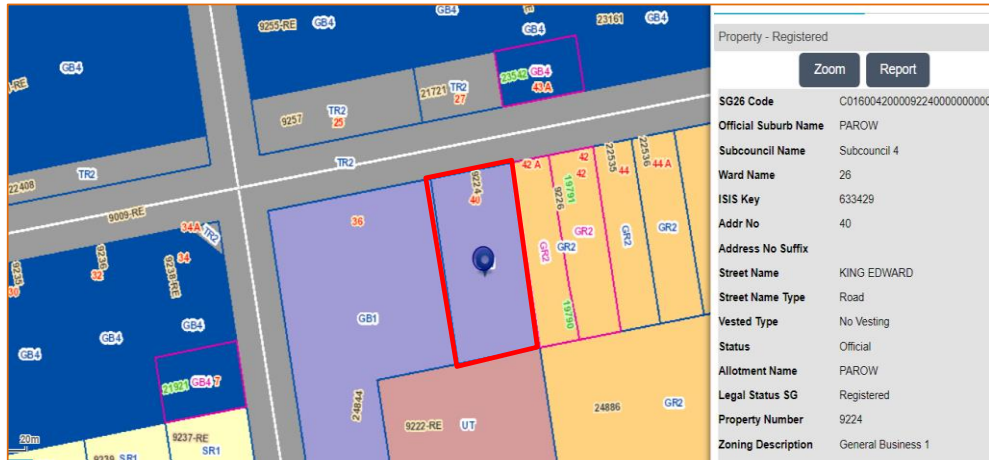 9255-RE GB4
GB4
GB4
23161 GB4
GB4
-RE
23542 GB4
43A
21721 TR2
27
9257 TR2
25
TR2
22408 TR2
9009-RE
34A
TR2
9235
30
9236
32
9238-RE
34
GB4
GB4
GB4
21921 GB4 7
9237-RE
SR1
9239 SR1
20m
36
GB1
24844
9224
40
9222-RE UT
42 A
42
42
19791
9226
GR2
GR2
GR2
19790
22535
44
GR2
22536
44 A
GR2
24886 GR2
Property - Registered
Zoom Report
SG26 Code C01600420000922400000000000
Official Suburb Name PAROW
Subcouncil Name Subcouncil 4
Ward Name 26
ISIS Key 633429
Addr No 40
Address No Suffix
Street Name KING EDWARD
Street Name Type Road
Vested Type No Vesting
Status Official
Allotment Name PAROW
Legal Status SG Registered
Property Number 9224
Zoning Description General Business 1